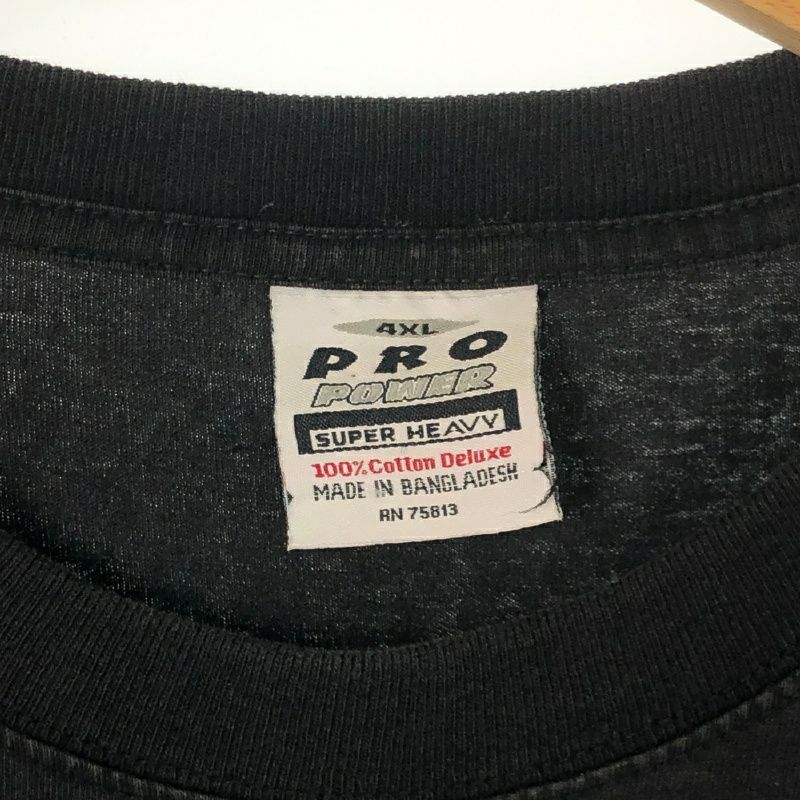 4XL
PRO
POWER
SUPER HEAVY
100% Cotton Deluxe
MADE IN BANGLADESH
RN 75813